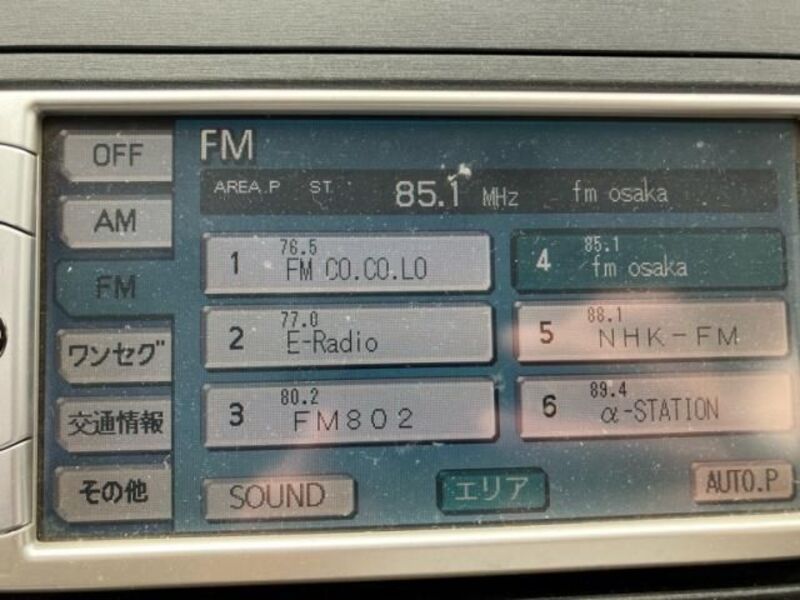 OFF
AM
FM
ワンセグ
交通情報
その他
FM
AREA.P ST 85.1 MHz fm osaka
1 76.5 FM CO.CO.LO
2 77.0 E-Radio
3 80.2 FM802
4 85.1 fm osaka
5 88.1 NHK-FM
6 89.4 α-STATION
SOUND
エリア
AUTO.P